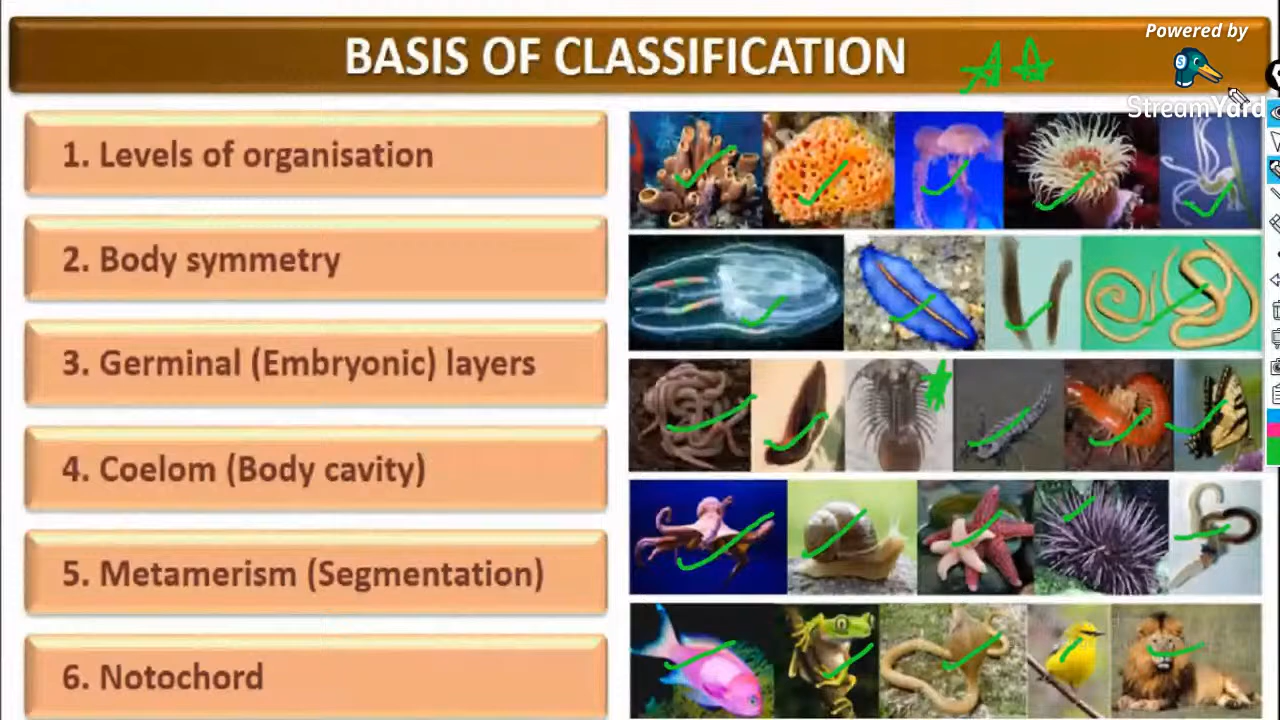 BASIS OF CLASSIFICATION
Powered by
StreamYard
1. Levels of organisation
2. Body symmetry
3. Germinal (Embryonic) layers
4. Coelom (Body cavity)
5. Metamerism (Segmentation)
6. Notochord